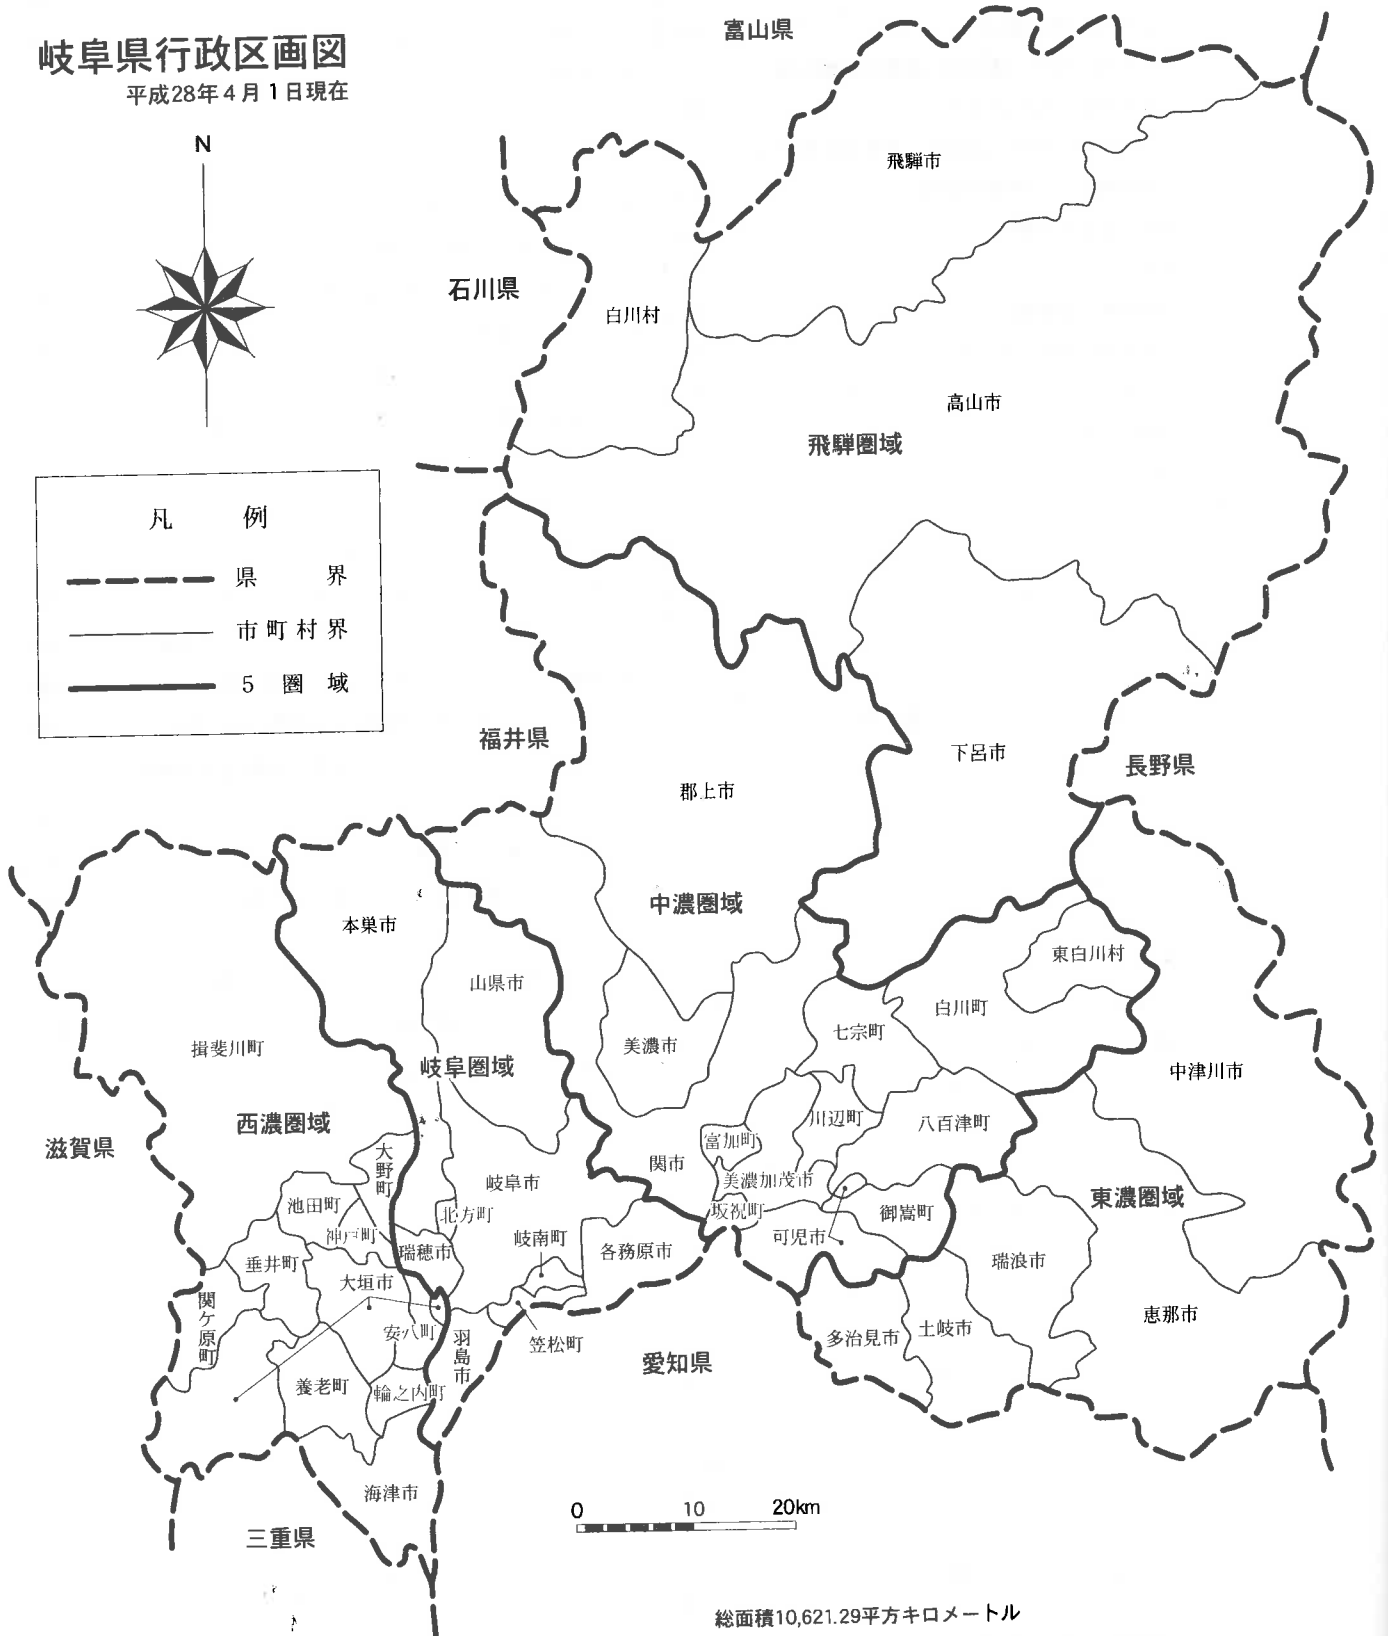 岐阜県行政区画図
平成28年4月1日現在
N
凡 例
県 界
市町村界
5 圏 域
富山県
飛騨市
石川県
白川村
高山市
飛騨圏域
福井県
下呂市
長野県
郡上市
中濃圏域
本巣市
山県市
東白川村
白川町
七宗町
美濃市
揖斐川町
岐阜圏域
中津川市
西濃圏域
滋賀県
川辺町
八百津町
富加町
大野町
関市
美濃加茂市
岐阜市
東濃圏域
池田町
北方町
坂祝町
御嵩町
神戸町
瑞穂市
岐南町
各務原市
可児市
垂井町
瑞浪市
大垣市
関ケ原町
安八町
羽島市
笠松町
多治見市
土岐市
恵那市
愛知県
養老町
輪之内町
海津市
三重県
0 10 20km
総面積10,621.29平方キロメートル